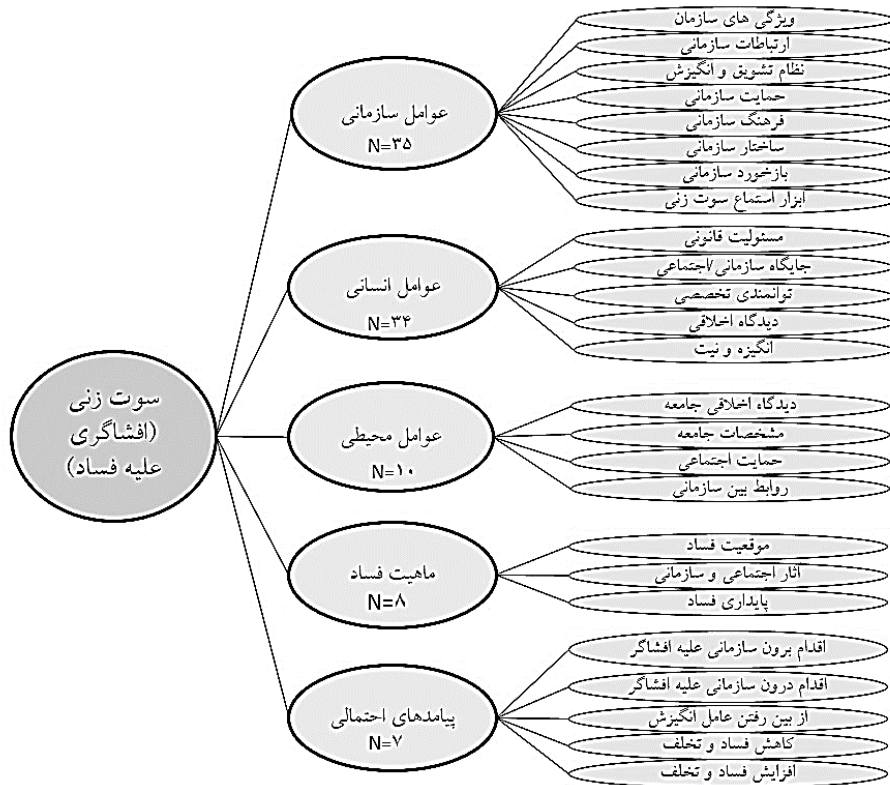 سوت زنی
(افشاگری
علیه فساد)
عوامل سازمانی
N=۳۵
ویژگی های سازمان
ارتباطات سازمانی
نظام تشویق و انگیزش
حمایت سازمانی
فرهنگ سازمانی
ساختار سازمانی
بازخورد سازمانی
ابزار استماع سوت زنی
عوامل انسانی
N=۳۴
مسئولیت قانونی
جایگاه سازمانی/اجتماعی
توانمندی تخصصی
دیدگاه اخلاقی
انگیزه و نیت
عوامل محیطی
N=۱۰
دیدگاه اخلاقی جامعه
مشخصات جامعه
حمایت اجتماعی
روابط بین سازمانی
ماهیت فساد
N=۸
موقعیت فساد
آثار اجتماعی و سازمانی
پایداری فساد
پیامدهای احتمالی
N=۷
اقدام برون سازمانی علیه افشاگر
اقدام درون سازمانی علیه افشاگر
از بین رفتن عامل انگیزش
کاهش فساد و تخلف
افزایش فساد و تخلف